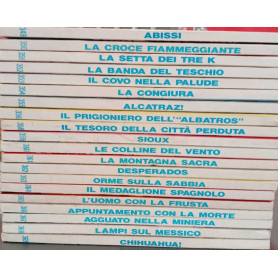 ABISSI
LA CROCE FIAMMEGGIANTE
LA SETTA DEI TRE K
LA BANDA DEL TESCHIO
IL COVO NELLA PALUDE
LA CONGIURA
ALCATRAZ!
IL PRIGIONIERO DELL'"ALBATROS"
IL TESORO DELLA CITTÀ PERDUTA
SIOUX
LE COLLINE DEL VENTO
LA MONTAGNA SACRA
DESPERADOS
ORME SULLA SABBIA
IL MEDAGLIONE SPAGNOLO
L'UOMO CON LA FRUSTA
APPUNTAMENTO CON LA MORTE
AGGUATO NELLA MINIERA
LAMPI SUL MESSICO
CHIHUAHUA!